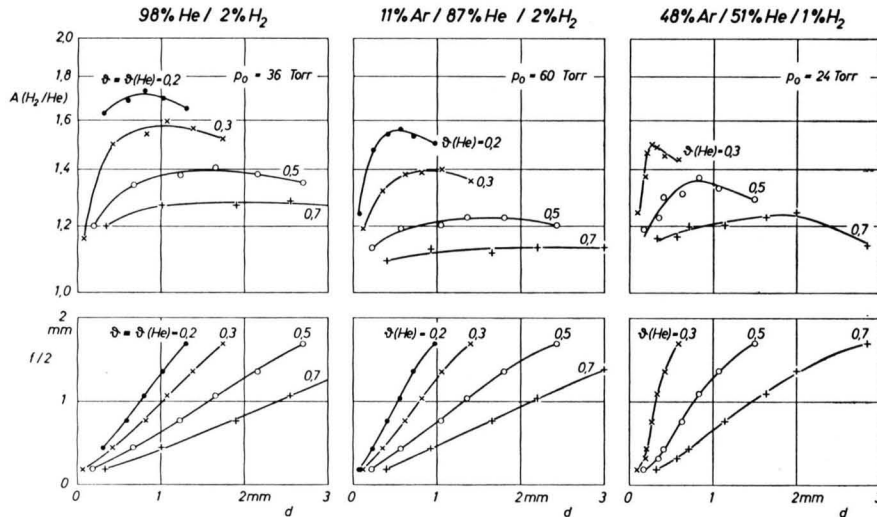 98% He / 2% H₂
11% Ar / 87% He / 2% H₂
48% Ar / 51% He / 1% H₂
2,0
1,8
A (H₂/He)
1,6
1,4
1,2
1,0
ϑ = ϑ(He)=0,2
p₀ = 36 Torr
0,3
0,5
0,7
p₀ = 60 Torr
ϑ(He)=0,2
0,3
0,5
0,7
p₀ = 24 Torr
ϑ(He)=0,3
0,5
0,7
2
mm
f/2
1
0
ϑ = ϑ(He)=0,2
0,3
0,5
0,7
ϑ(He)=0,2
0,3
0,5
0,7
ϑ(He)=0,3
0,5
0,7
0 1 2mm 3
d
0 1 2mm 3
d
0 1 2mm 3
d